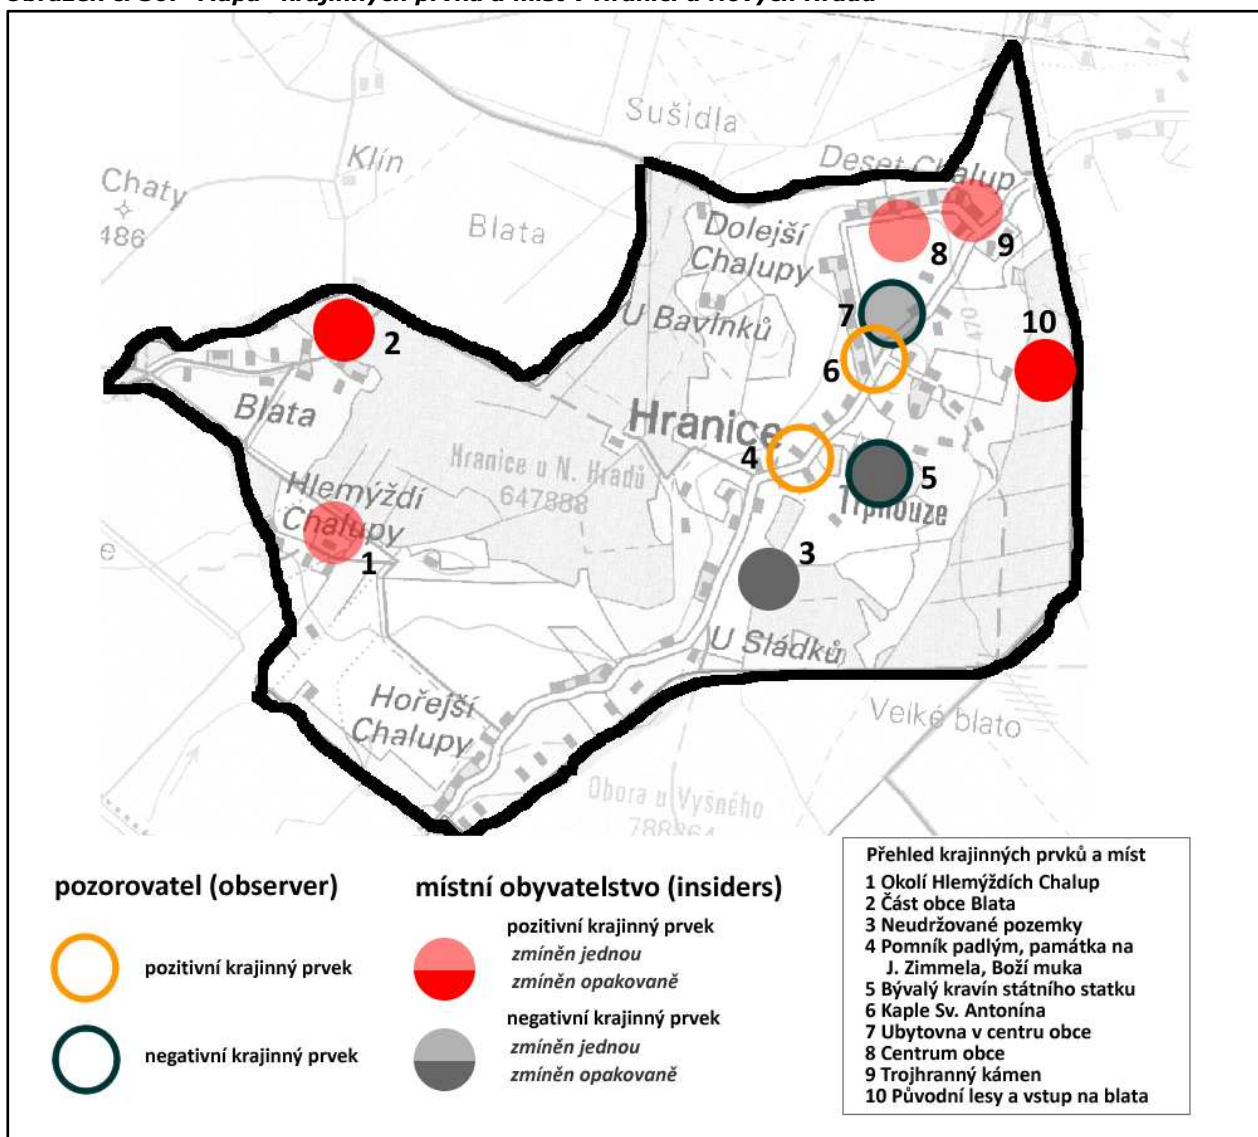 Sušidla
Klín
Chaty
486
Blata
Deset Chalup
Dolejší
Chalupy
U Bavlnků
470
Hranice
Hranice u N. Hradů
647888
Blata
Hlemýždí
Chalupy
Trpnouze
U Sládků
Hořejší
Chalupy
Velké blato
Obora u Vyšného
788864
1
2
3
4
5
6
7
8
9
10
pozorovatel (observer)
pozitivní krajinný prvek
negativní krajinný prvek
místní obyvatelstvo (insiders)
pozitivní krajinný prvek
zmíněn jednou
zmíněn opakovaně
negativní krajinný prvek
zmíněn jednou
zmíněn opakovaně
Přehled krajinných prvků a míst
1 Okolí Hlemýždích Chalup
2 Část obce Blata
3 Neudržované pozemky
4 Pomník padlým, památka na
J. Zimmela, Boží muka
5 Bývalý kravín státního statku
6 Kaple Sv. Antonína
7 Ubytovna v centru obce
8 Centrum obce
9 Trojhranný kámen
10 Původní lesy a vstup na blata